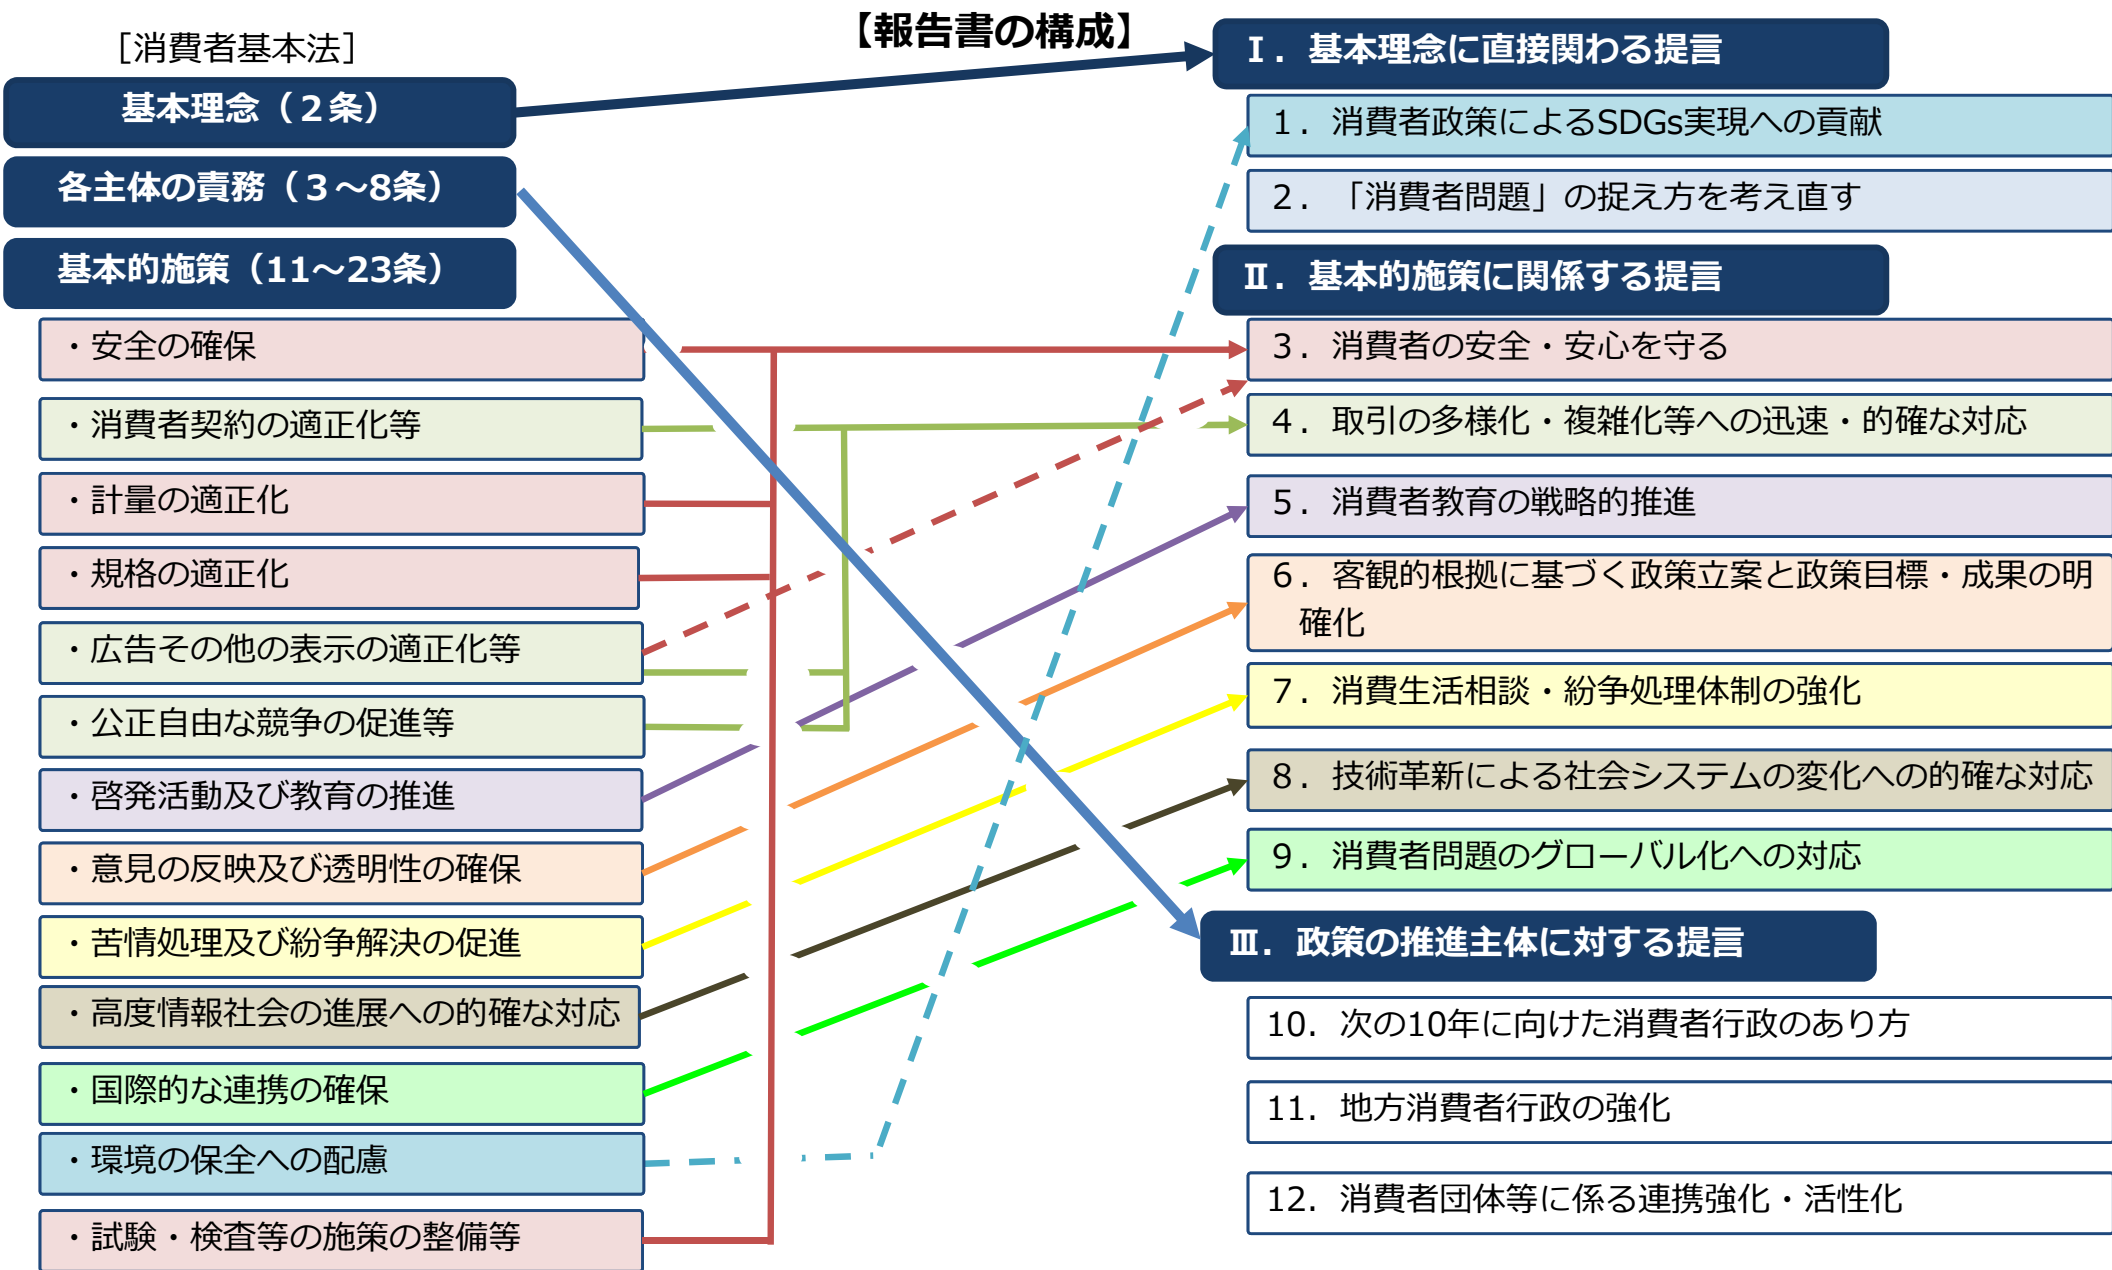 【報告書の構成】
［消費者基本法］
基本理念（２条）
各主体の責務（３～8条）
基本的施策（11～23条）
・安全の確保
・消費者契約の適正化等
・計量の適正化
・規格の適正化
・広告その他の表示の適正化等
・公正自由な競争の促進等
・啓発活動及び教育の推進
・意見の反映及び透明性の確保
・苦情処理及び紛争解決の促進
・高度情報社会の進展への的確な対応
・国際的な連携の確保
・環境の保全への配慮
・試験・検査等の施策の整備等
Ⅰ．基本理念に直接関わる提言
１．消費者政策によるSDGs実現への貢献
２．「消費者問題」の捉え方を考え直す
Ⅱ．基本的施策に関係する提言
３．消費者の安全・安心を守る
４．取引の多様化・複雑化等への迅速・的確な対応
５．消費者教育の戦略的推進
６．客観的根拠に基づく政策立案と政策目標・成果の明
確化
７．消費生活相談・紛争処理体制の強化
８．技術革新による社会システムの変化への的確な対応
９．消費者問題のグローバル化への対応
Ⅲ．政策の推進主体に対する提言
10．次の10年に向けた消費者行政のあり方
11．地方消費者行政の強化
12．消費者団体等に係る連携強化・活性化